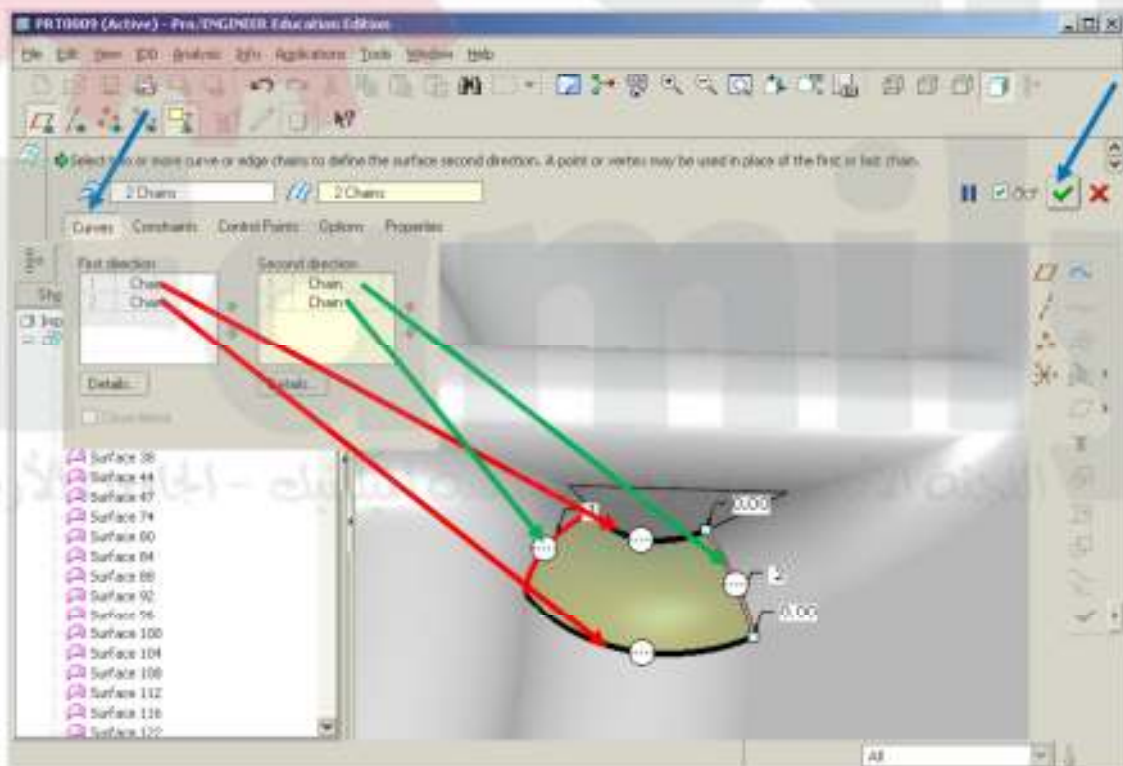 PRT0009 (Active) - Pro/ENGINEER Education Edition
File Edit View Analysis Info Applications Tools Window Help
Select two or more curve or edge chains to define the surface second direction. A point or vertex may be used in place of the first or last chain.
2 Chains 2 Chains
Curves Constraints Control Points Options Properties
First direction Second direction
1 Chain 1 Chain
2 Chain Chain
Details... Details...
Surface 38
Surface 44
Surface 47
Surface 74
Surface 80
Surface 84
Surface 88
Surface 92
Surface 96
Surface 100
Surface 104
Surface 108
Surface 112
Surface 116
Surface 122
0.00
0.00
All